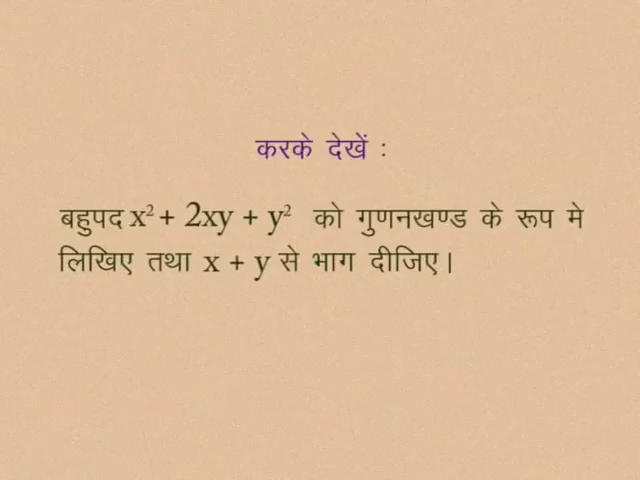 करके देखें :
बहुपद x² + 2xy + y² को गुणनखण्ड के रूप मे
लिखिए तथा x + y से भाग दीजिए।